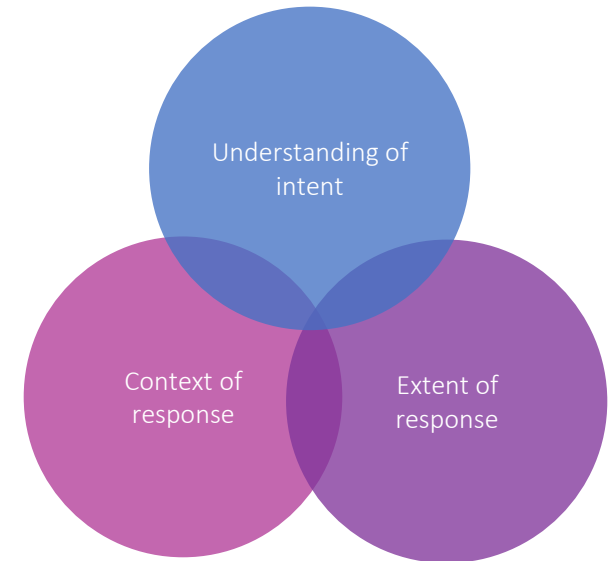 Understanding of
intent
Context of
response
Extent of
response